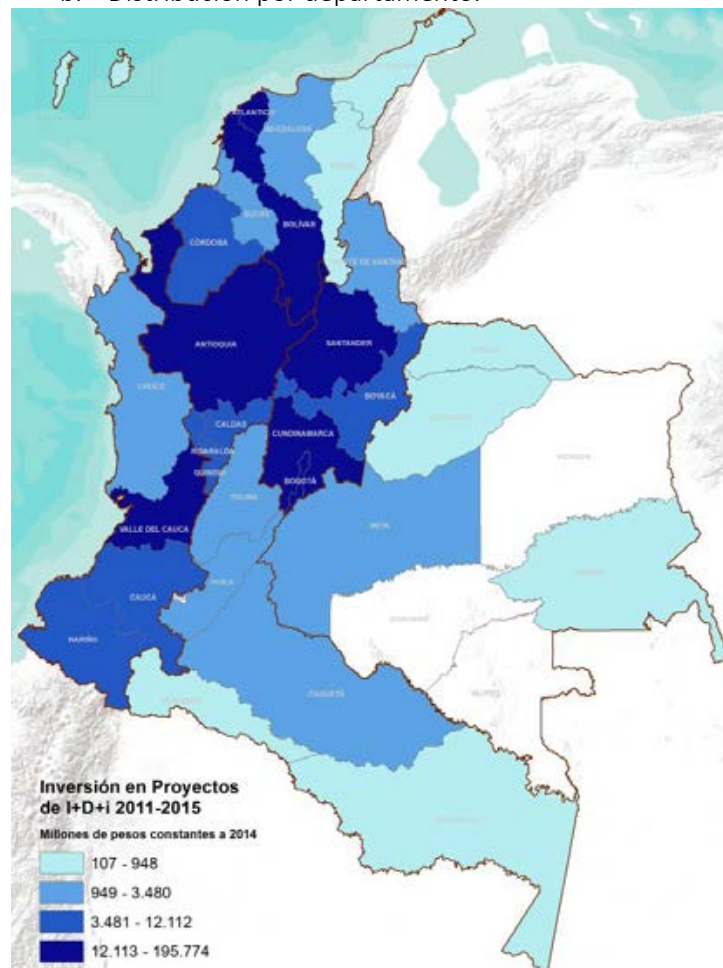 b. Distribución por departamento.
ATLÁNTICO
MAGDALENA
SUCRE
BOLÍVAR
CÓRDOBA
NTE DE SANTANDER
ANTIOQUIA
SANTANDER
CHOCÓ
BOYACÁ
CALDAS
CUNDINAMARCA
RISARALDA
QUINDÍO
BOGOTÁ
TOLIMA
VALLE DEL CAUCA
META
HUILA
CAUCA
NARIÑO
CAQUETÁ
Inversión en Proyectos
de I+D+i 2011-2015
Millones de pesos constantes a 2014
107 - 948
949 - 3.480
3.481 - 12.112
12.113 - 195.774